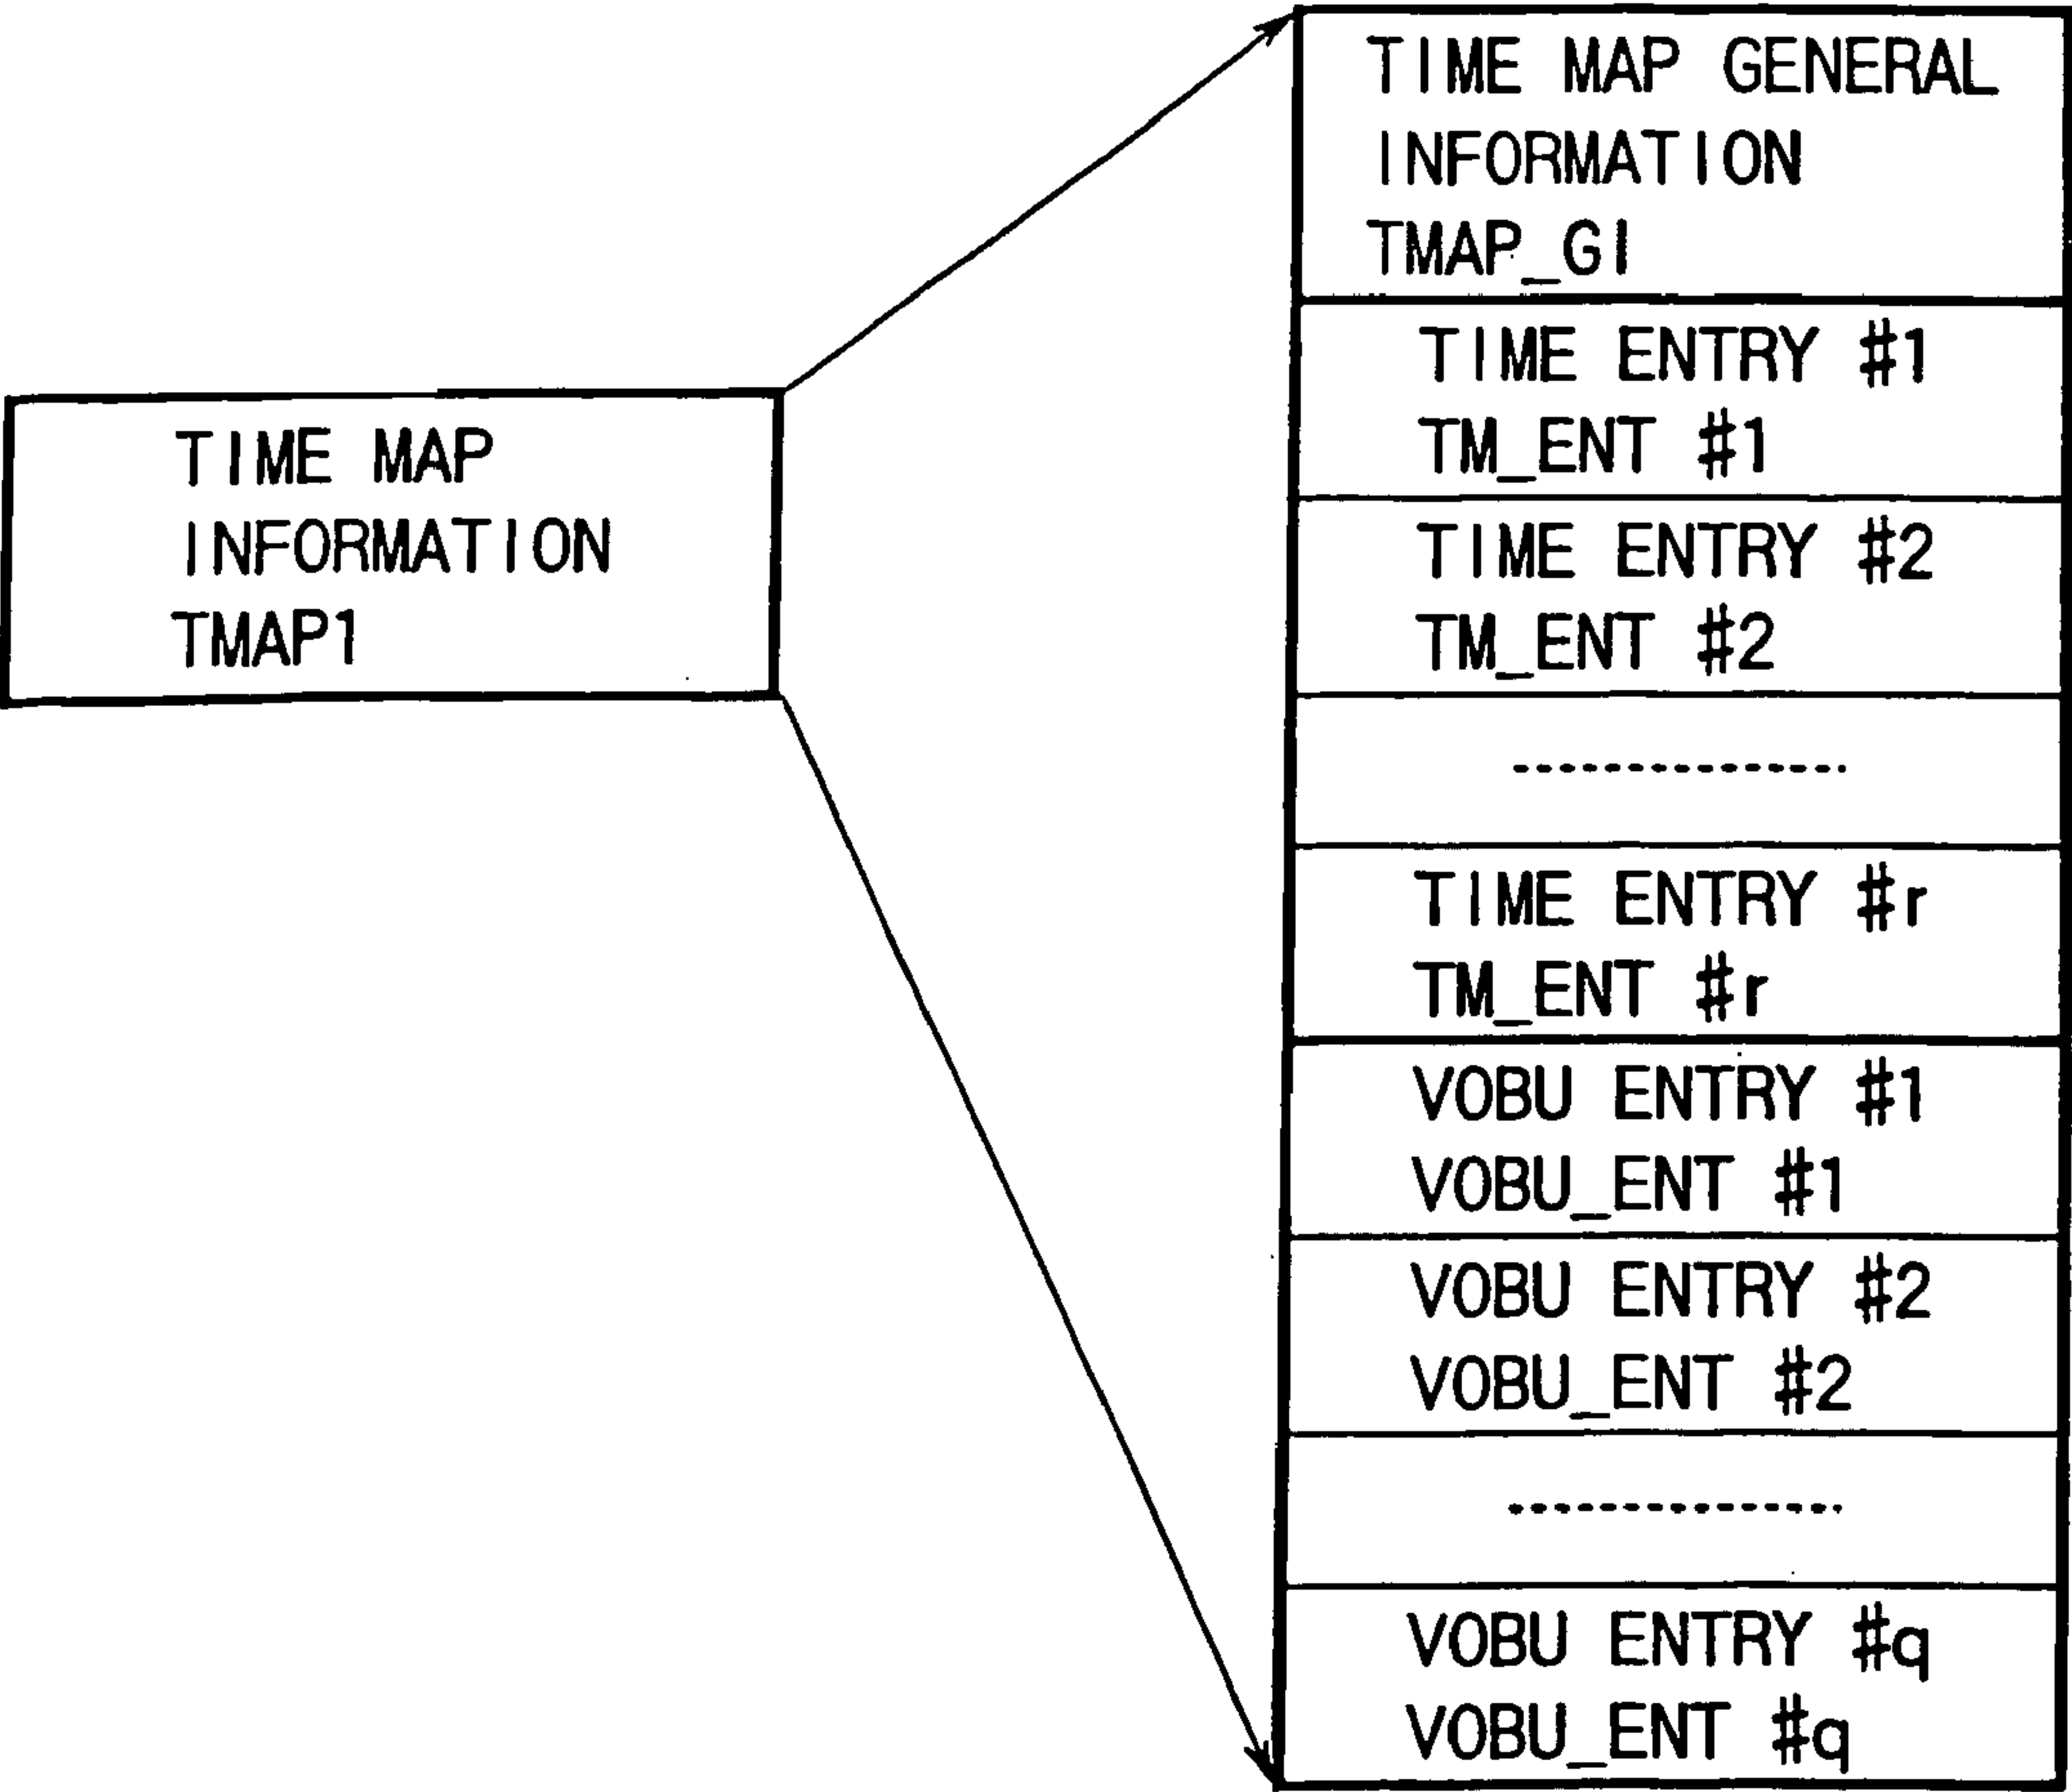 TIME MAP
INFORMATION
TMAP1
TIME MAP GENERAL
INFORMATION
TMAP_GI
TIME ENTRY #1
TM_ENT #1
TIME ENTRY #2
TM_ENT #2
TIME ENTRY #r
TM_ENT #r
VOBU ENTRY #1
VOBU_ENT #1
VOBU ENTRY #2
VOBU_ENT #2
VOBU ENTRY #q
VOBU_ENT #q